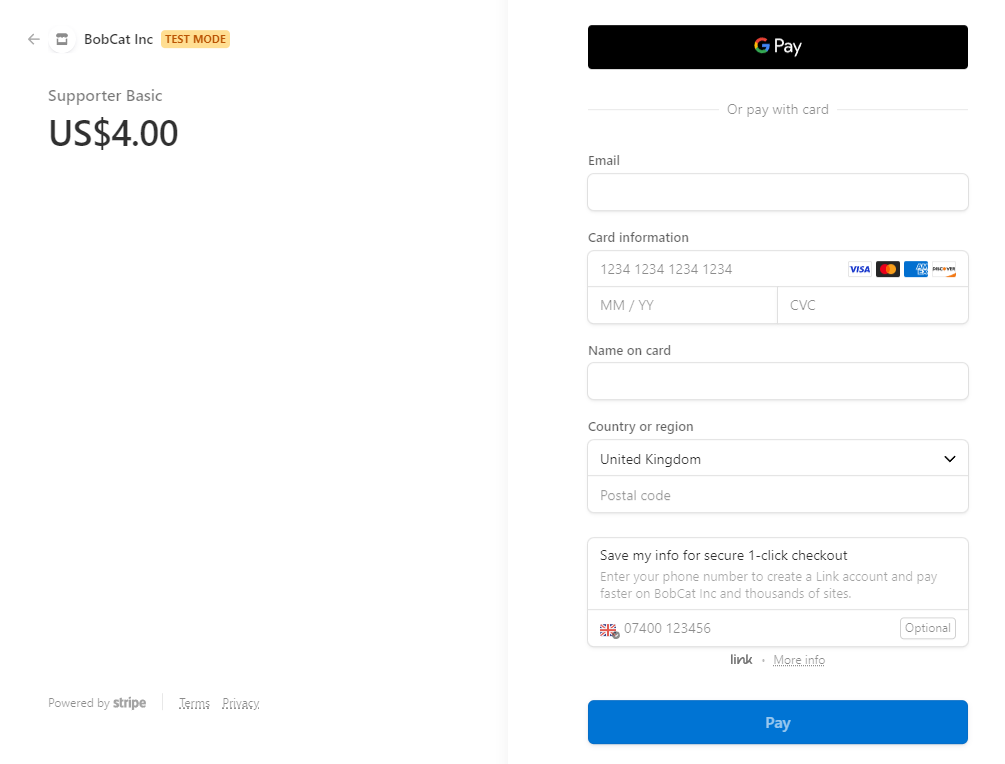 BobCat Inc TEST MODE
Supporter Basic
US$4.00
Powered by stripe Terms Privacy
G Pay
Or pay with card
Email
Card information
1234 1234 1234 1234 VISA AMEX DISCOVER
MM / YY CVC
Name on card
Country or region
United Kingdom
Postal code
Save my info for secure 1-click checkout
Enter your phone number to create a Link account and pay
faster on BobCat Inc and thousands of sites.
07400 123456 Optional
link · More info
Pay